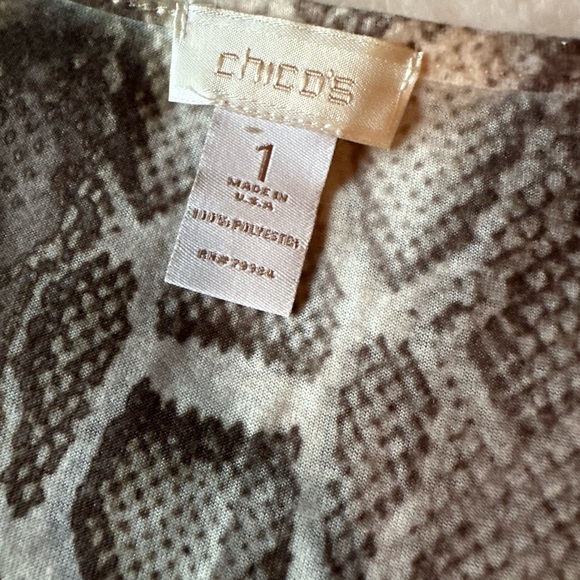 chico's
1
MADE IN
U.S.A
100% POLYESTER
RN# 79984